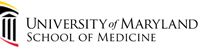 UNIVERSITY of MARYLAND
SCHOOL OF MEDICINE